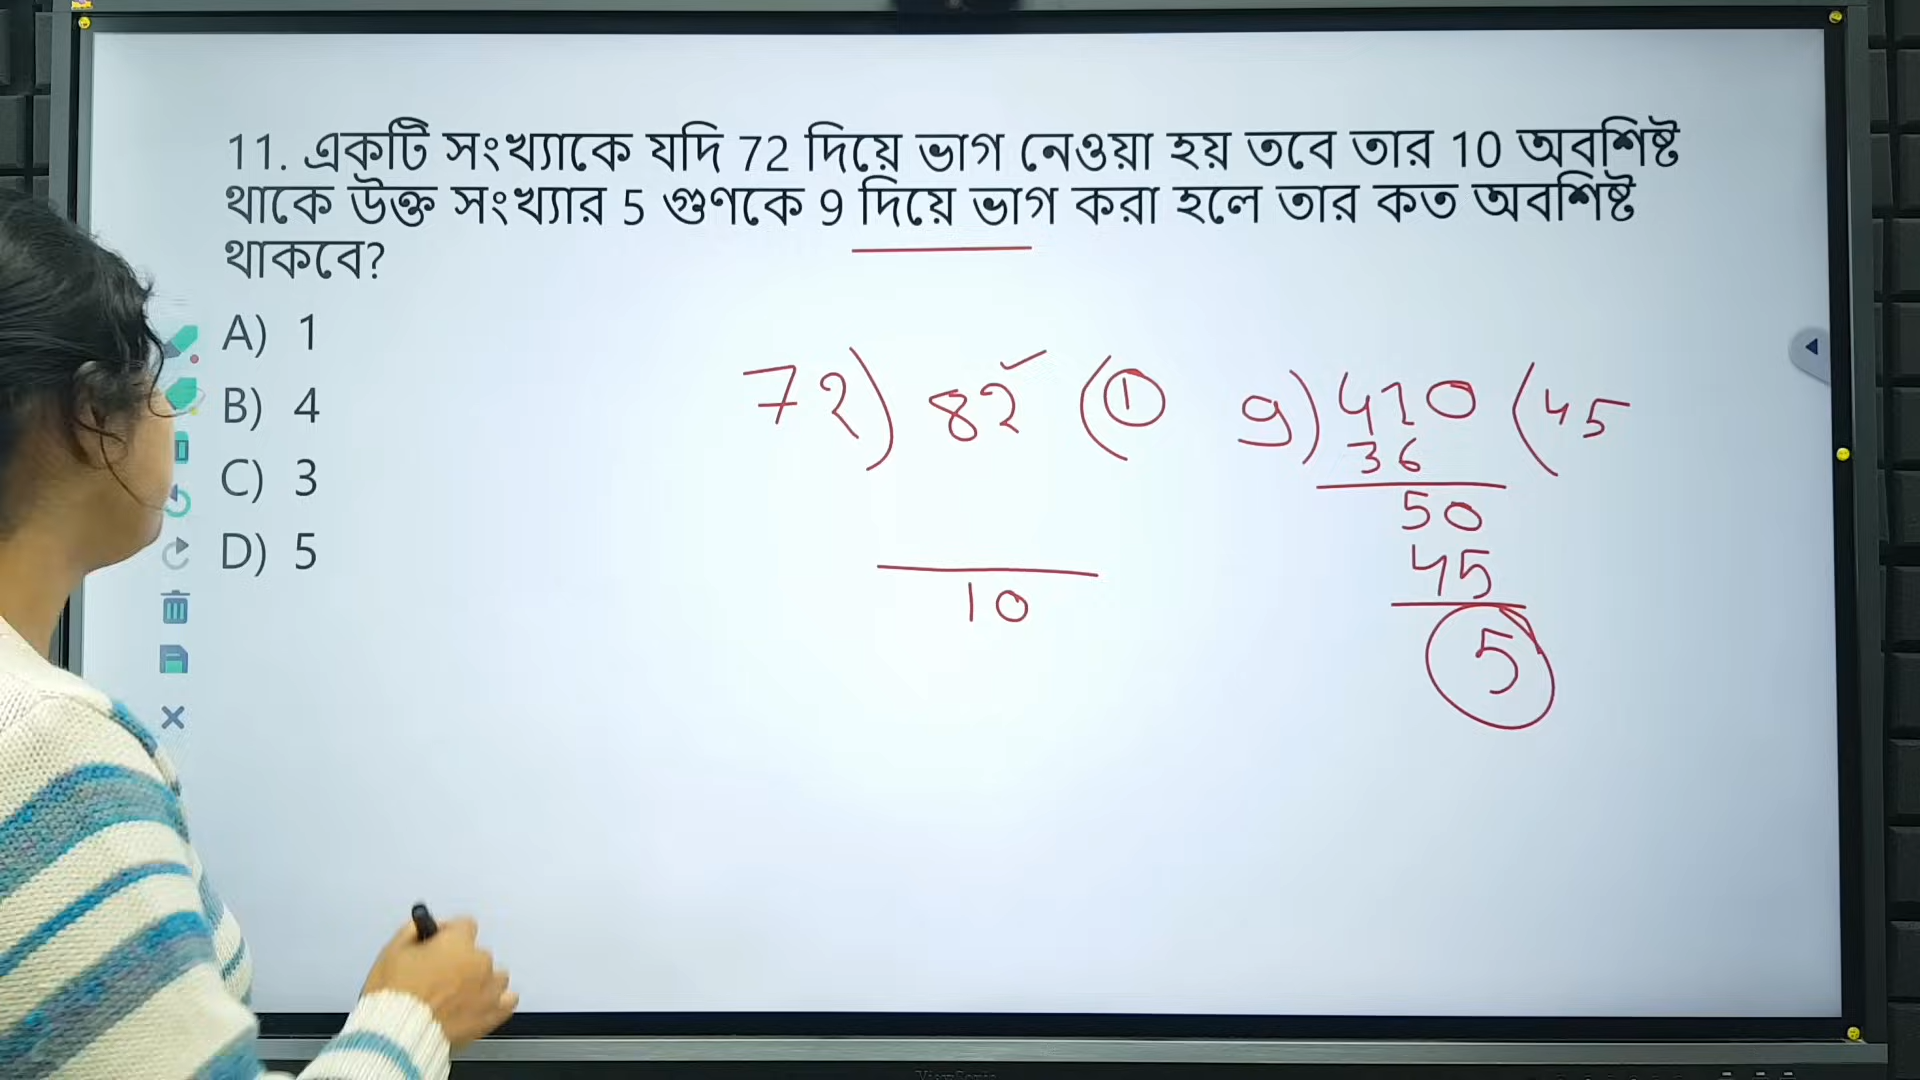 11. একটি সংখ্যাকে যদি 72 দিয়ে ভাগ নেওয়া হয় তবে তার 10 অবশিষ্ট
থাকে উক্ত সংখ্যার 5 গুণকে 9 দিয়ে ভাগ করা হলে তার কত অবশিষ্ট
থাকবে?
A) 1
B) 4
C) 3
D) 5
72) 82 (1
10
9) 410 (45
36
50
45
5